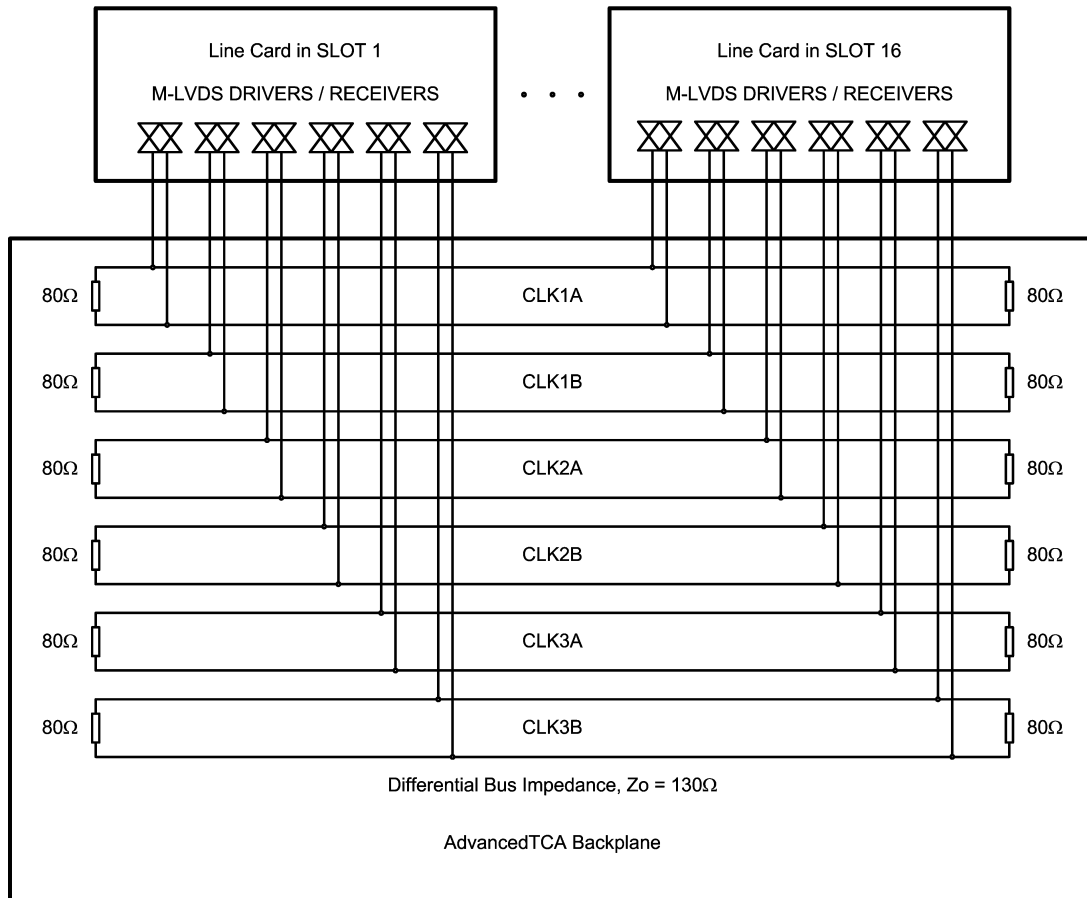 Line Card in SLOT 1
M-LVDS DRIVERS / RECEIVERS
Line Card in SLOT 16
M-LVDS DRIVERS / RECEIVERS
80Ω CLK1A 80Ω
80Ω CLK1B 80Ω
80Ω CLK2A 80Ω
80Ω CLK2B 80Ω
80Ω CLK3A 80Ω
80Ω CLK3B 80Ω
Differential Bus Impedance, Zo = 130Ω
AdvancedTCA Backplane